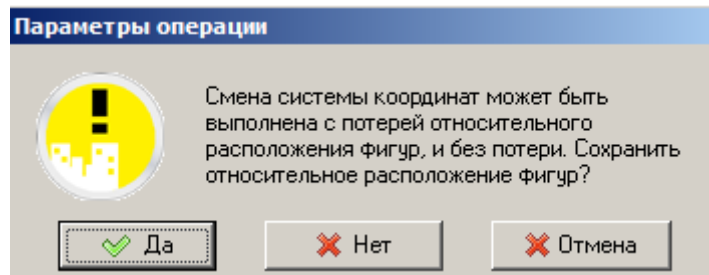 Параметры операции
Смена системы координат может быть
выполнена с потерей относительного
расположения фигур, и без потери. Сохранить
относительное расположение фигур?
Да
Нет
Отмена